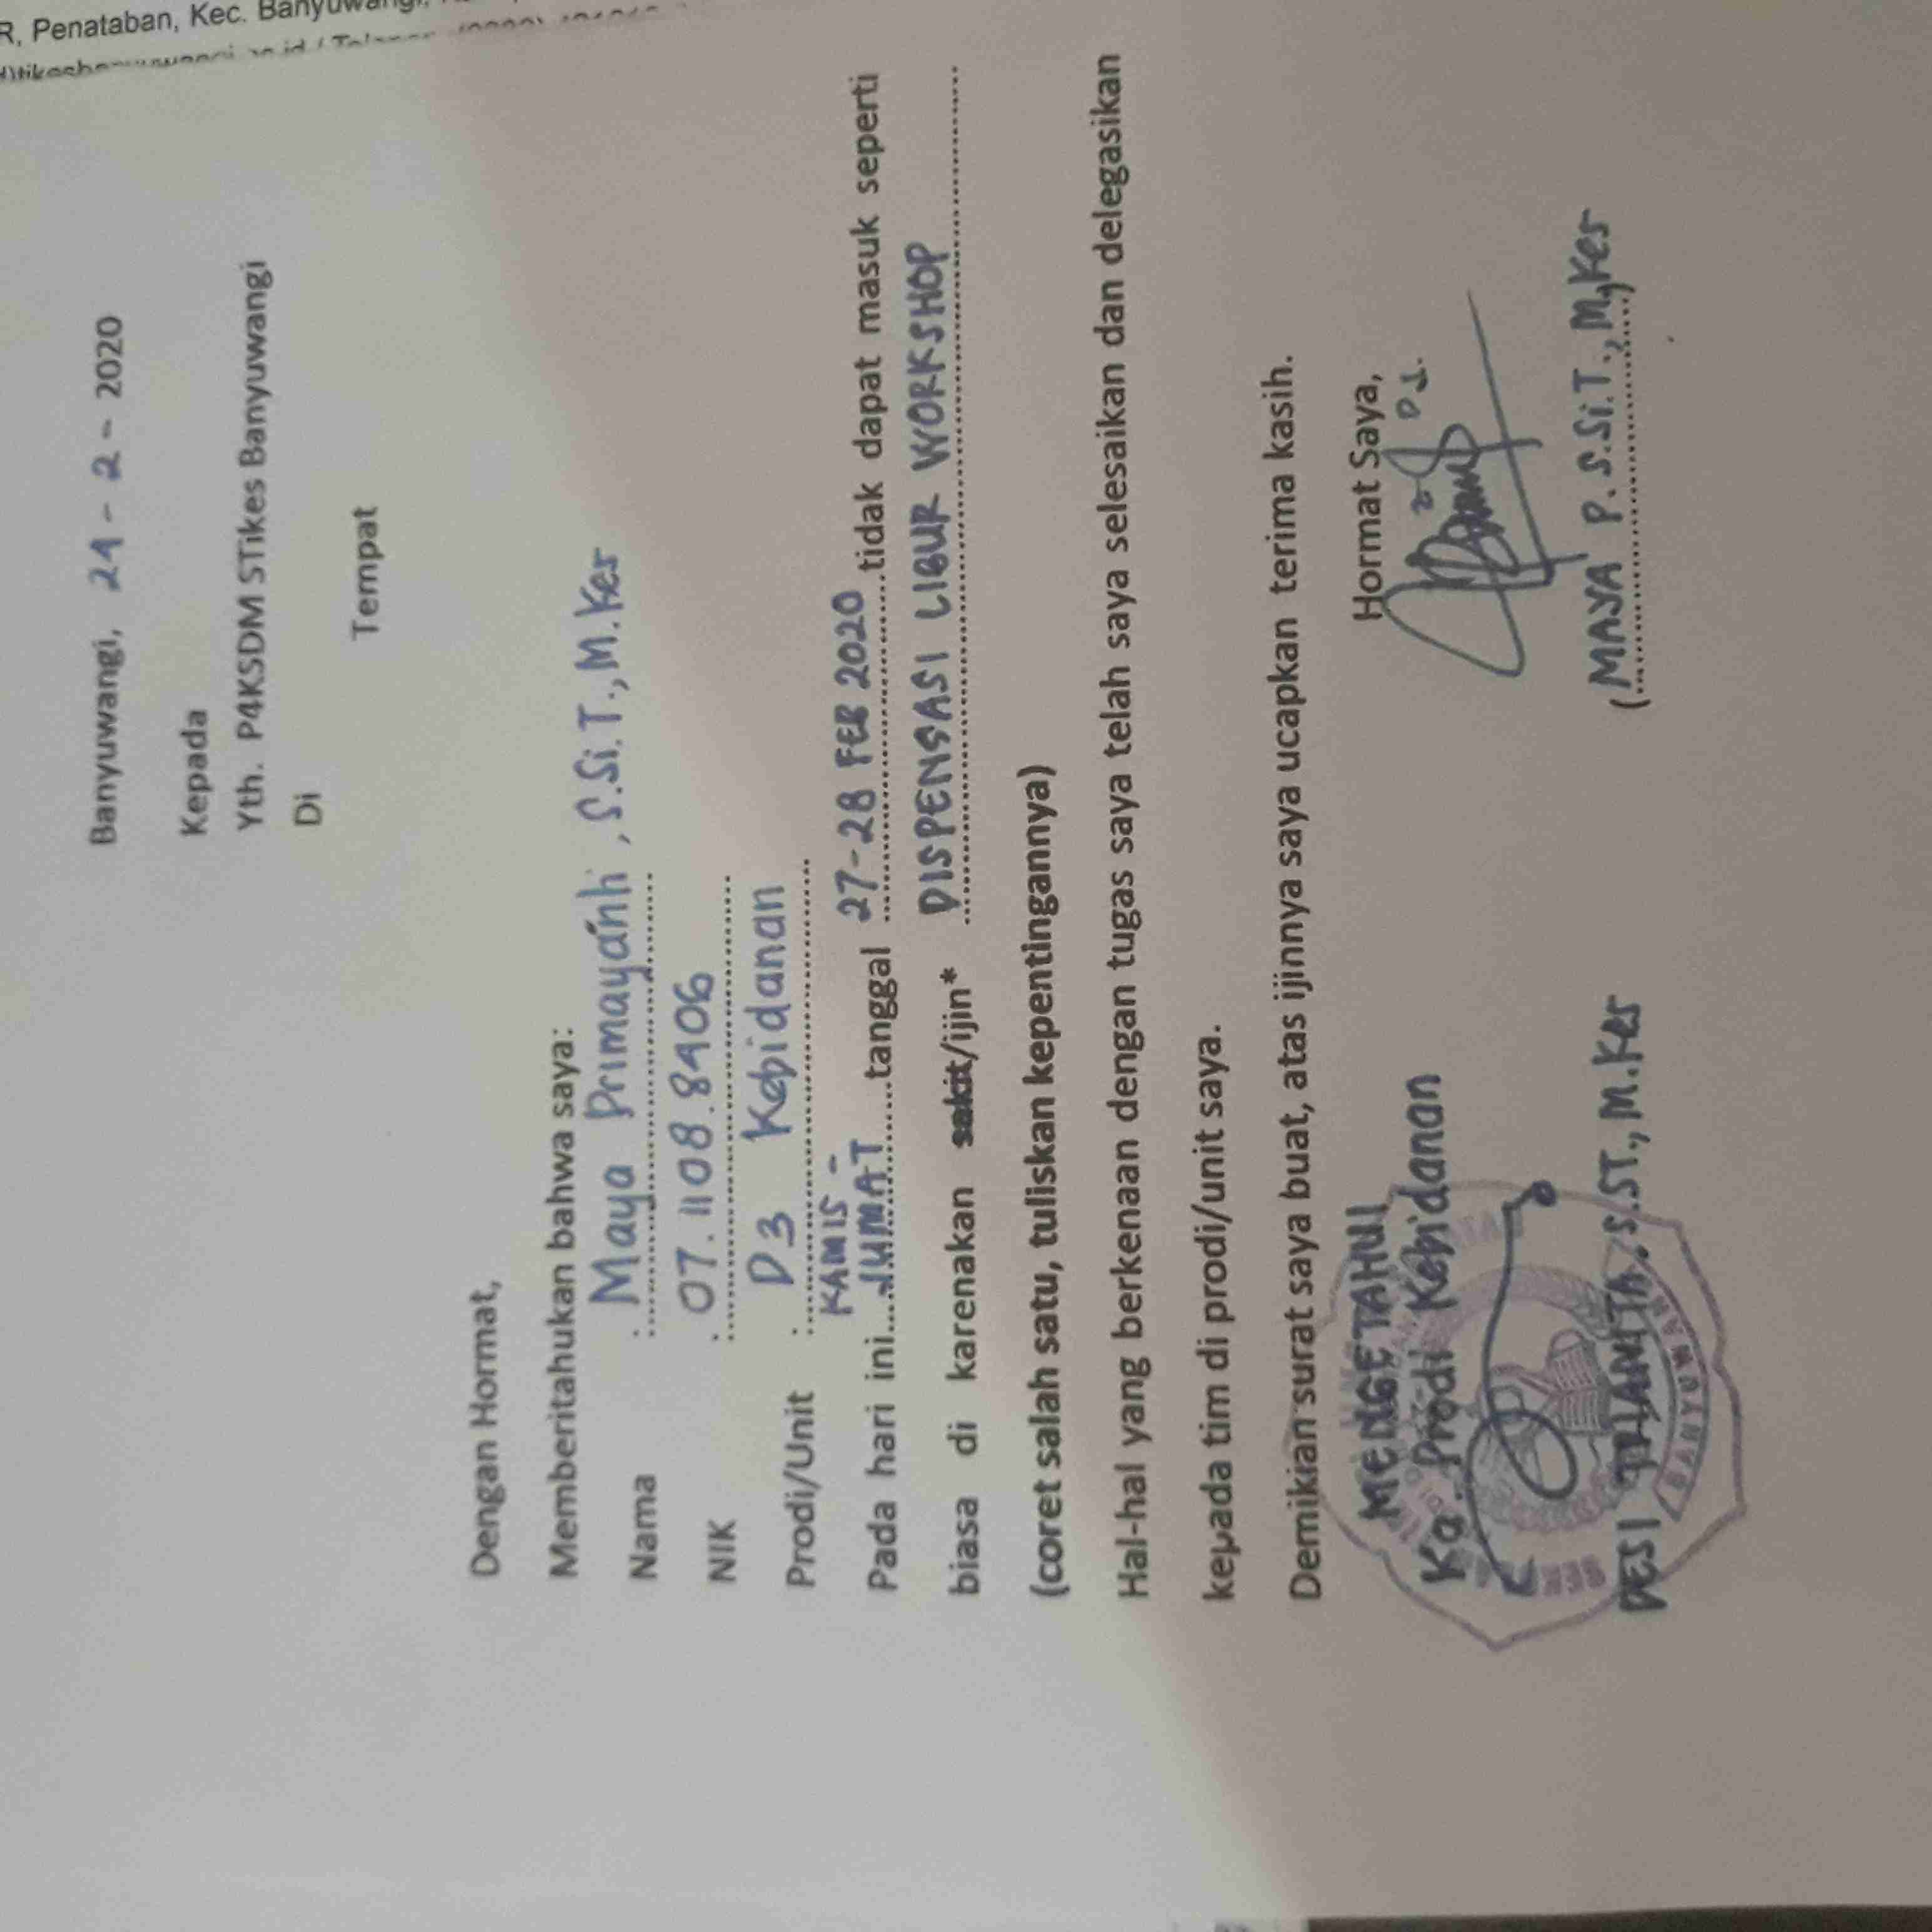 Banyuwangi, 24 - 2 - 2020
Kepada
Yth. P4KSDM STikes Banyuwangi
Di
Tempat
Dengan Hormat,
Memberitahukan bahwa saya:
Nama : Maya Primayanti, S.Si.T., M.Kes
NIK : 07.1108.8406
Prodi/Unit : D3 Kebidanan
KAMIS -
Pada hari ini....JUMAT......tanggal 27-28 FEB 2020 tidak dapat masuk seperti
biasa di karenakan sakit/ijin* DISPENSASI LIBUR WORKSHOP
(coret salah satu, tuliskan kepentingannya)
Hal-hal yang berkenaan dengan tugas saya telah saya selesaikan dan delegasikan
kepada tim di prodi/unit saya.
Demikian surat saya buat, atas ijinnya saya ucapkan terima kasih.
MENGETAHUI
Ka. Prodi Kebidanan
DESI TRIANITA. S.ST., M.Kes
BANYUWANGI
Hormat Saya,
(MAYA P. S.Si.T., M.Kes)
R, Penataban, Kec. Banyuwangi